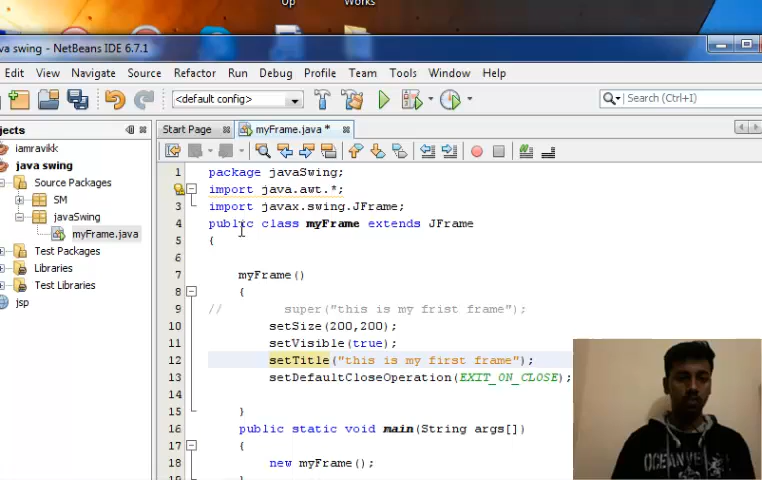 Up
Works
va swing - NetBeans IDE 6.7.1
Edit View Navigate Source Refactor Run Debug Profile Team Tools Window Help
<default config>
Search (Ctrl+I)
jects
Start Page
myFrame.java *
iamravikk
java swing
Source Packages
SM
javaSwing
myFrame.java
Test Packages
Libraries
Test Libraries
jsp
1 package javaSwing;
import java.awt.*;
3 import javax.swing.JFrame;
4 public class myFrame extends JFrame
5 {
6
7 myFrame()
8 {
9 // super("this is my frist frame");
10 setSize(200,200);
11 setVisible(true);
12 setTitle("this is my first frame");
13 setDefaultCloseOperation(EXIT_ON_CLOSE);
14
15 }
16 public static void main(String args[])
17 {
18 new myFrame();